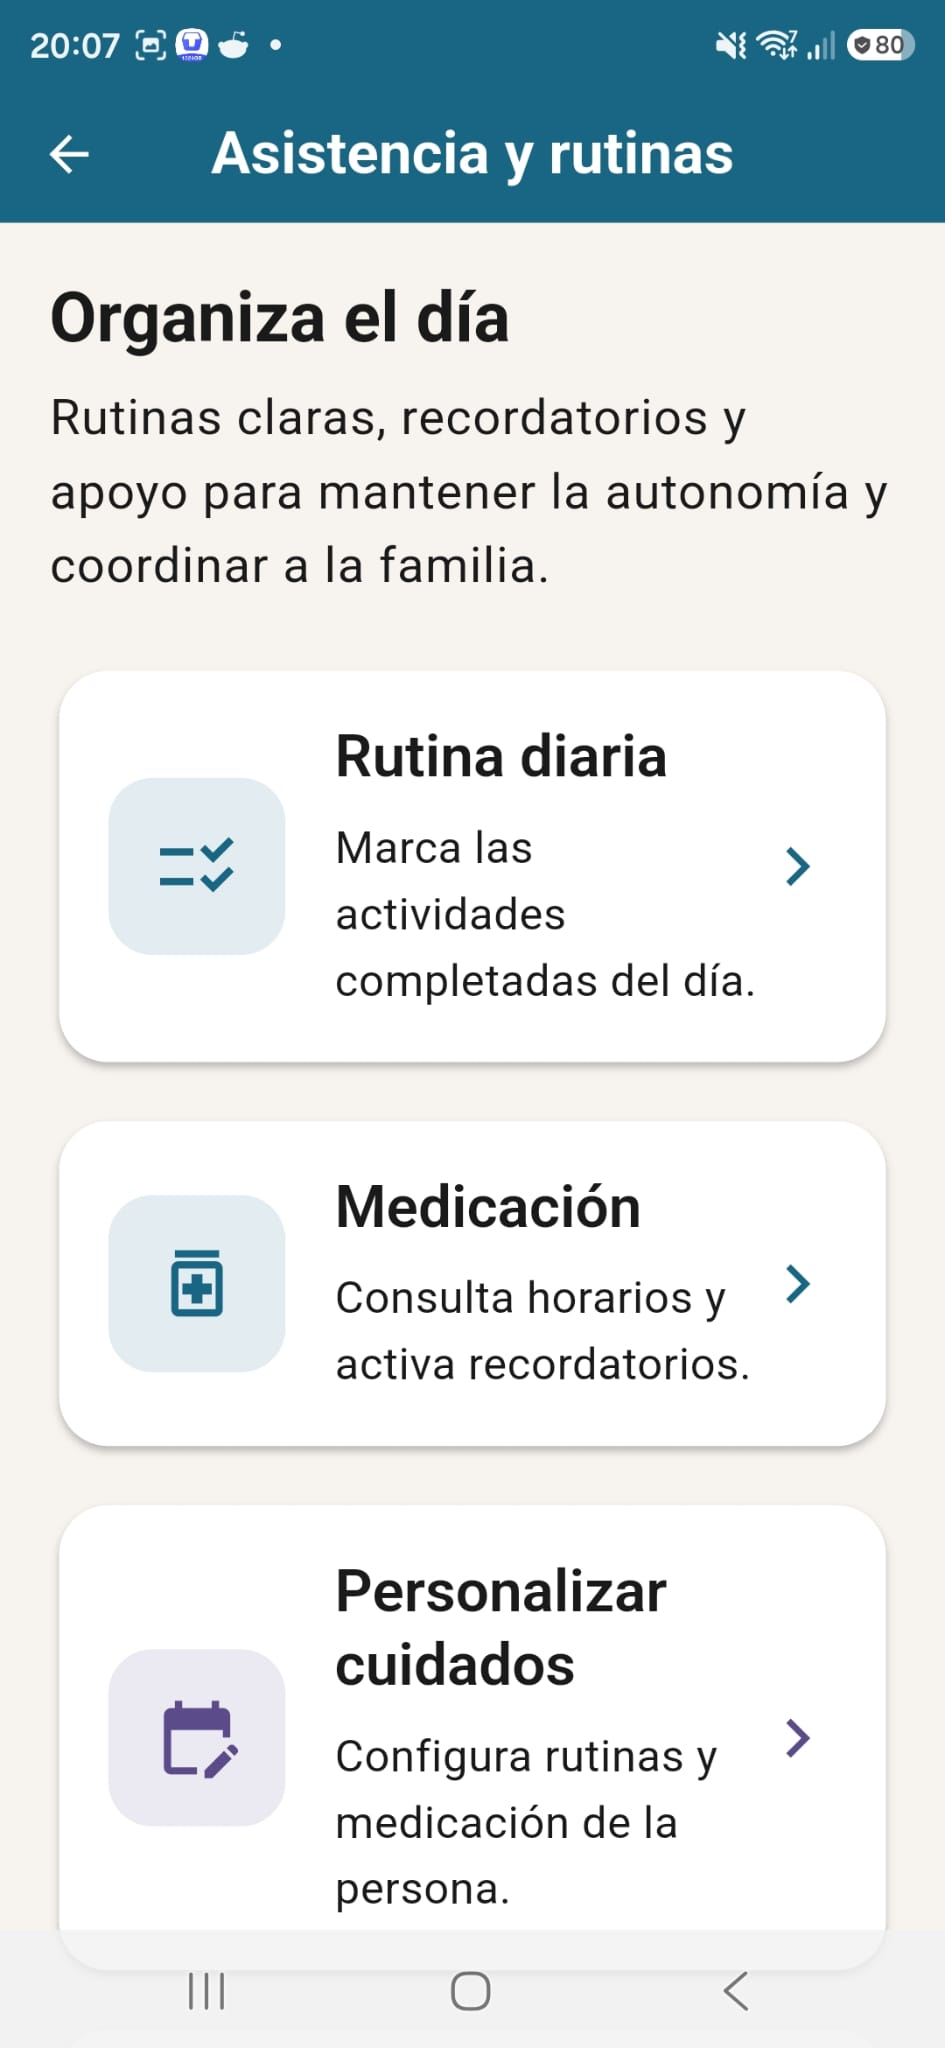 20:07
80
Asistencia y rutinas
Organiza el día
Rutinas claras, recordatorios y
apoyo para mantener la autonomía y
coordinar a la familia.
Rutina diaria
Marca las
actividades
completadas del día.
Medicación
Consulta horarios y
activa recordatorios.
Personalizar
cuidados
Configura rutinas y
medicación de la
persona.